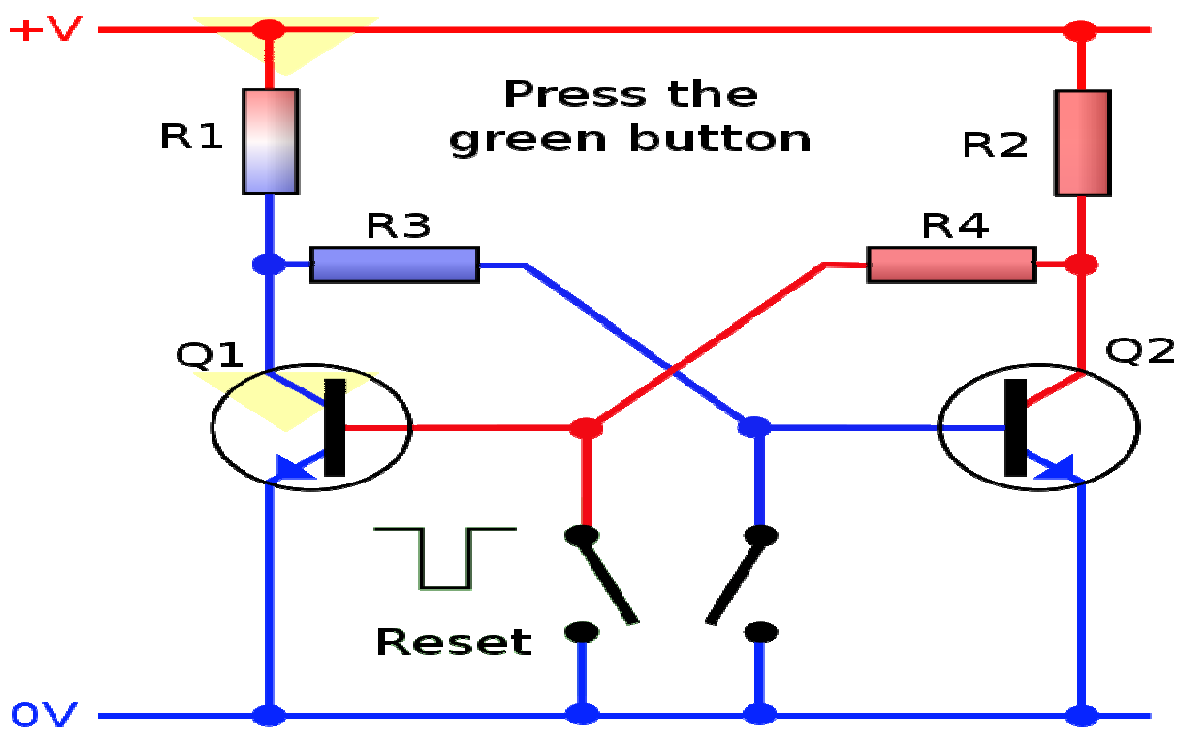 +V
Press the
green button
R1
R2
R3
R4
Q1
Q2
Reset
0V